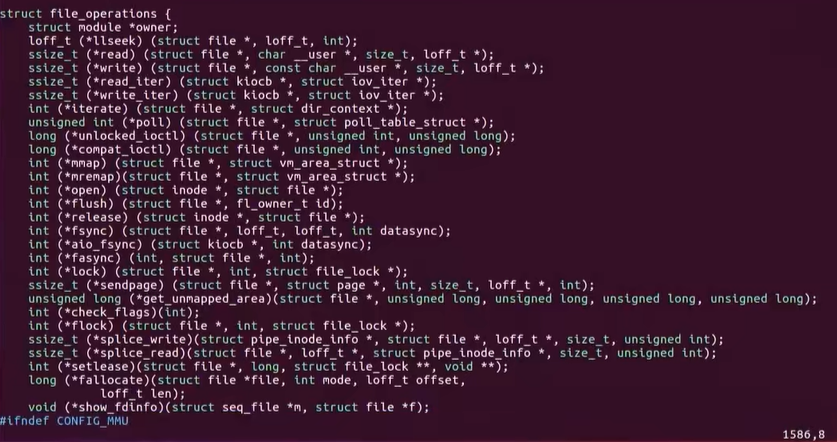 struct file_operations {
struct module *owner;
loff_t (*llseek) (struct file *, loff_t, int);
ssize_t (*read) (struct file *, char __user *, size_t, loff_t *);
ssize_t (*write) (struct file *, const char __user *, size_t, loff_t *);
ssize_t (*read_iter) (struct kiocb *, struct iov_iter *);
ssize_t (*write_iter) (struct kiocb *, struct iov_iter *);
int (*iterate) (struct file *, struct dir_context *);
unsigned int (*poll) (struct file *, struct poll_table_struct *);
long (*unlocked_ioctl) (struct file *, unsigned int, unsigned long);
long (*compat_ioctl) (struct file *, unsigned int, unsigned long);
int (*mmap) (struct file *, struct vm_area_struct *);
int (*mremap)(struct file *, struct vm_area_struct *);
int (*open) (struct inode *, struct file *);
int (*flush) (struct file *, fl_owner_t id);
int (*release) (struct inode *, struct file *);
int (*fsync) (struct file *, loff_t, loff_t, int datasync);
int (*aio_fsync) (struct kiocb *, int datasync);
int (*fasync) (int, struct file *, int);
int (*lock) (struct file *, int, struct file_lock *);
ssize_t (*sendpage) (struct file *, struct page *, int, size_t, loff_t *, int);
unsigned long (*get_unmapped_area)(struct file *, unsigned long, unsigned long, unsigned long, unsigned long);
int (*check_flags)(int);
int (*flock) (struct file *, int, struct file_lock *);
ssize_t (*splice_write)(struct pipe_inode_info *, struct file *, loff_t *, size_t, unsigned int);
ssize_t (*splice_read)(struct file *, loff_t *, struct pipe_inode_info *, size_t, unsigned int);
int (*setlease)(struct file *, long, struct file_lock **, void **);
long (*fallocate)(struct file *file, int mode, loff_t offset,
loff_t len);
void (*show_fdinfo)(struct seq_file *m, struct file *f);
#ifndef CONFIG_MMU
1586,8